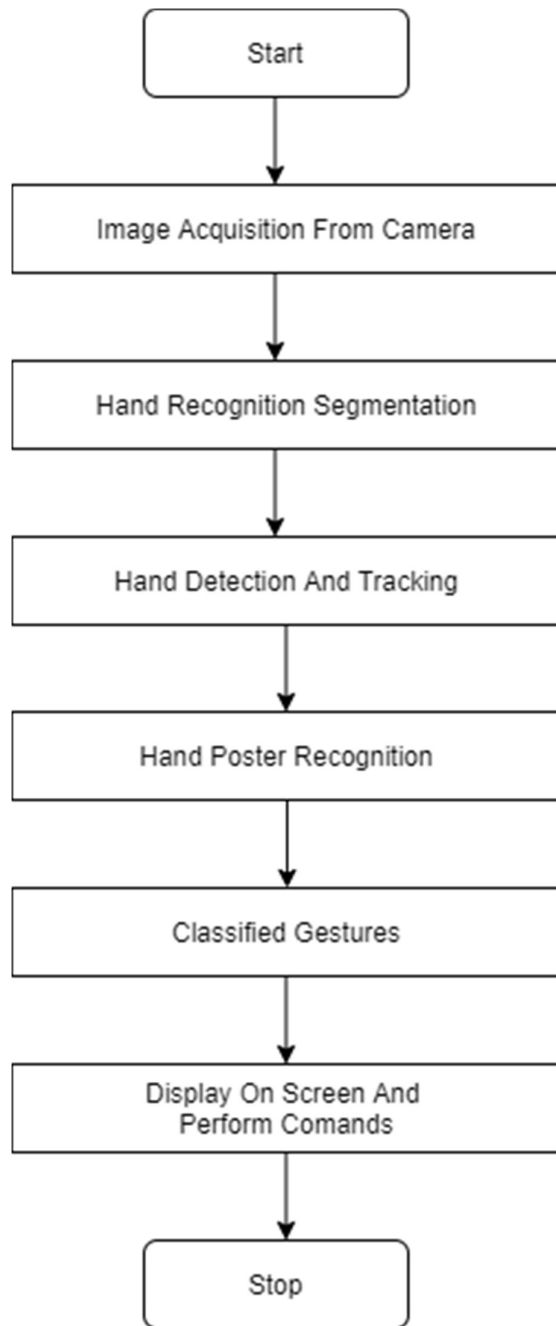 Start
Image Acquisition From Camera
Hand Recognition Segmentation
Hand Detection And Tracking
Hand Poster Recognition
Classified Gestures
Display On Screen And
Perform Comands
Stop